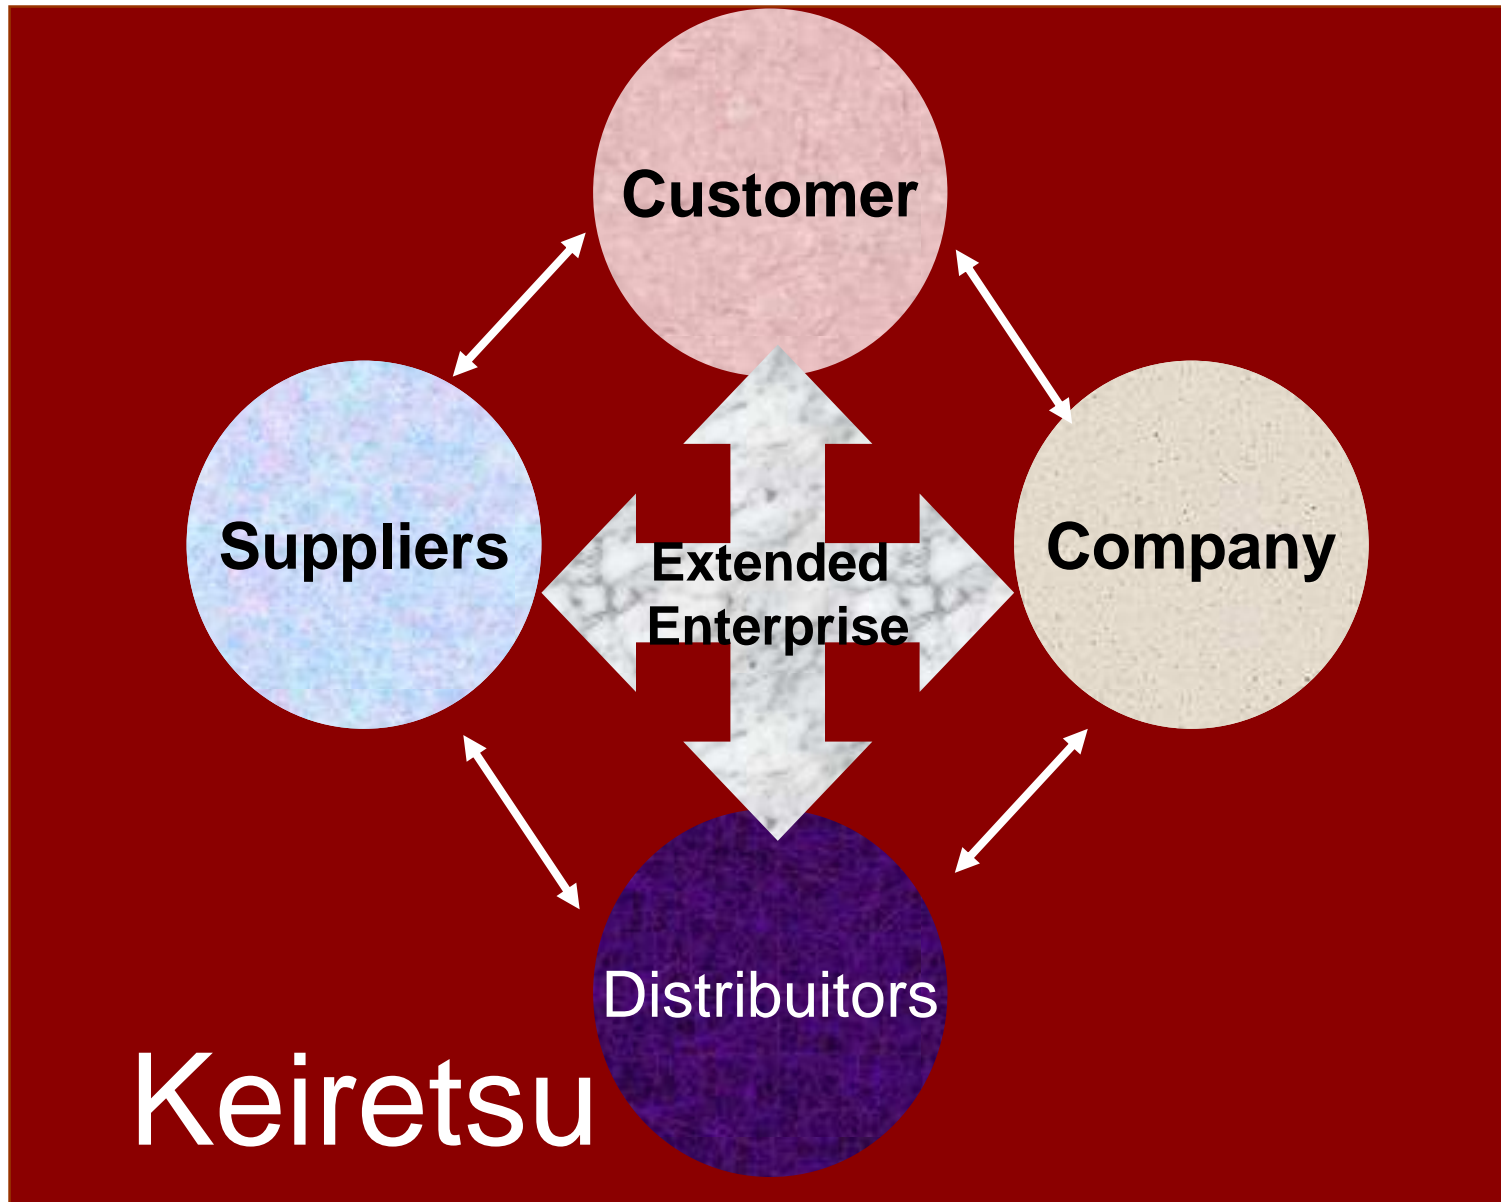 Customer
Suppliers
Extended
Enterprise
Company
Distribuitors
Keiretsu